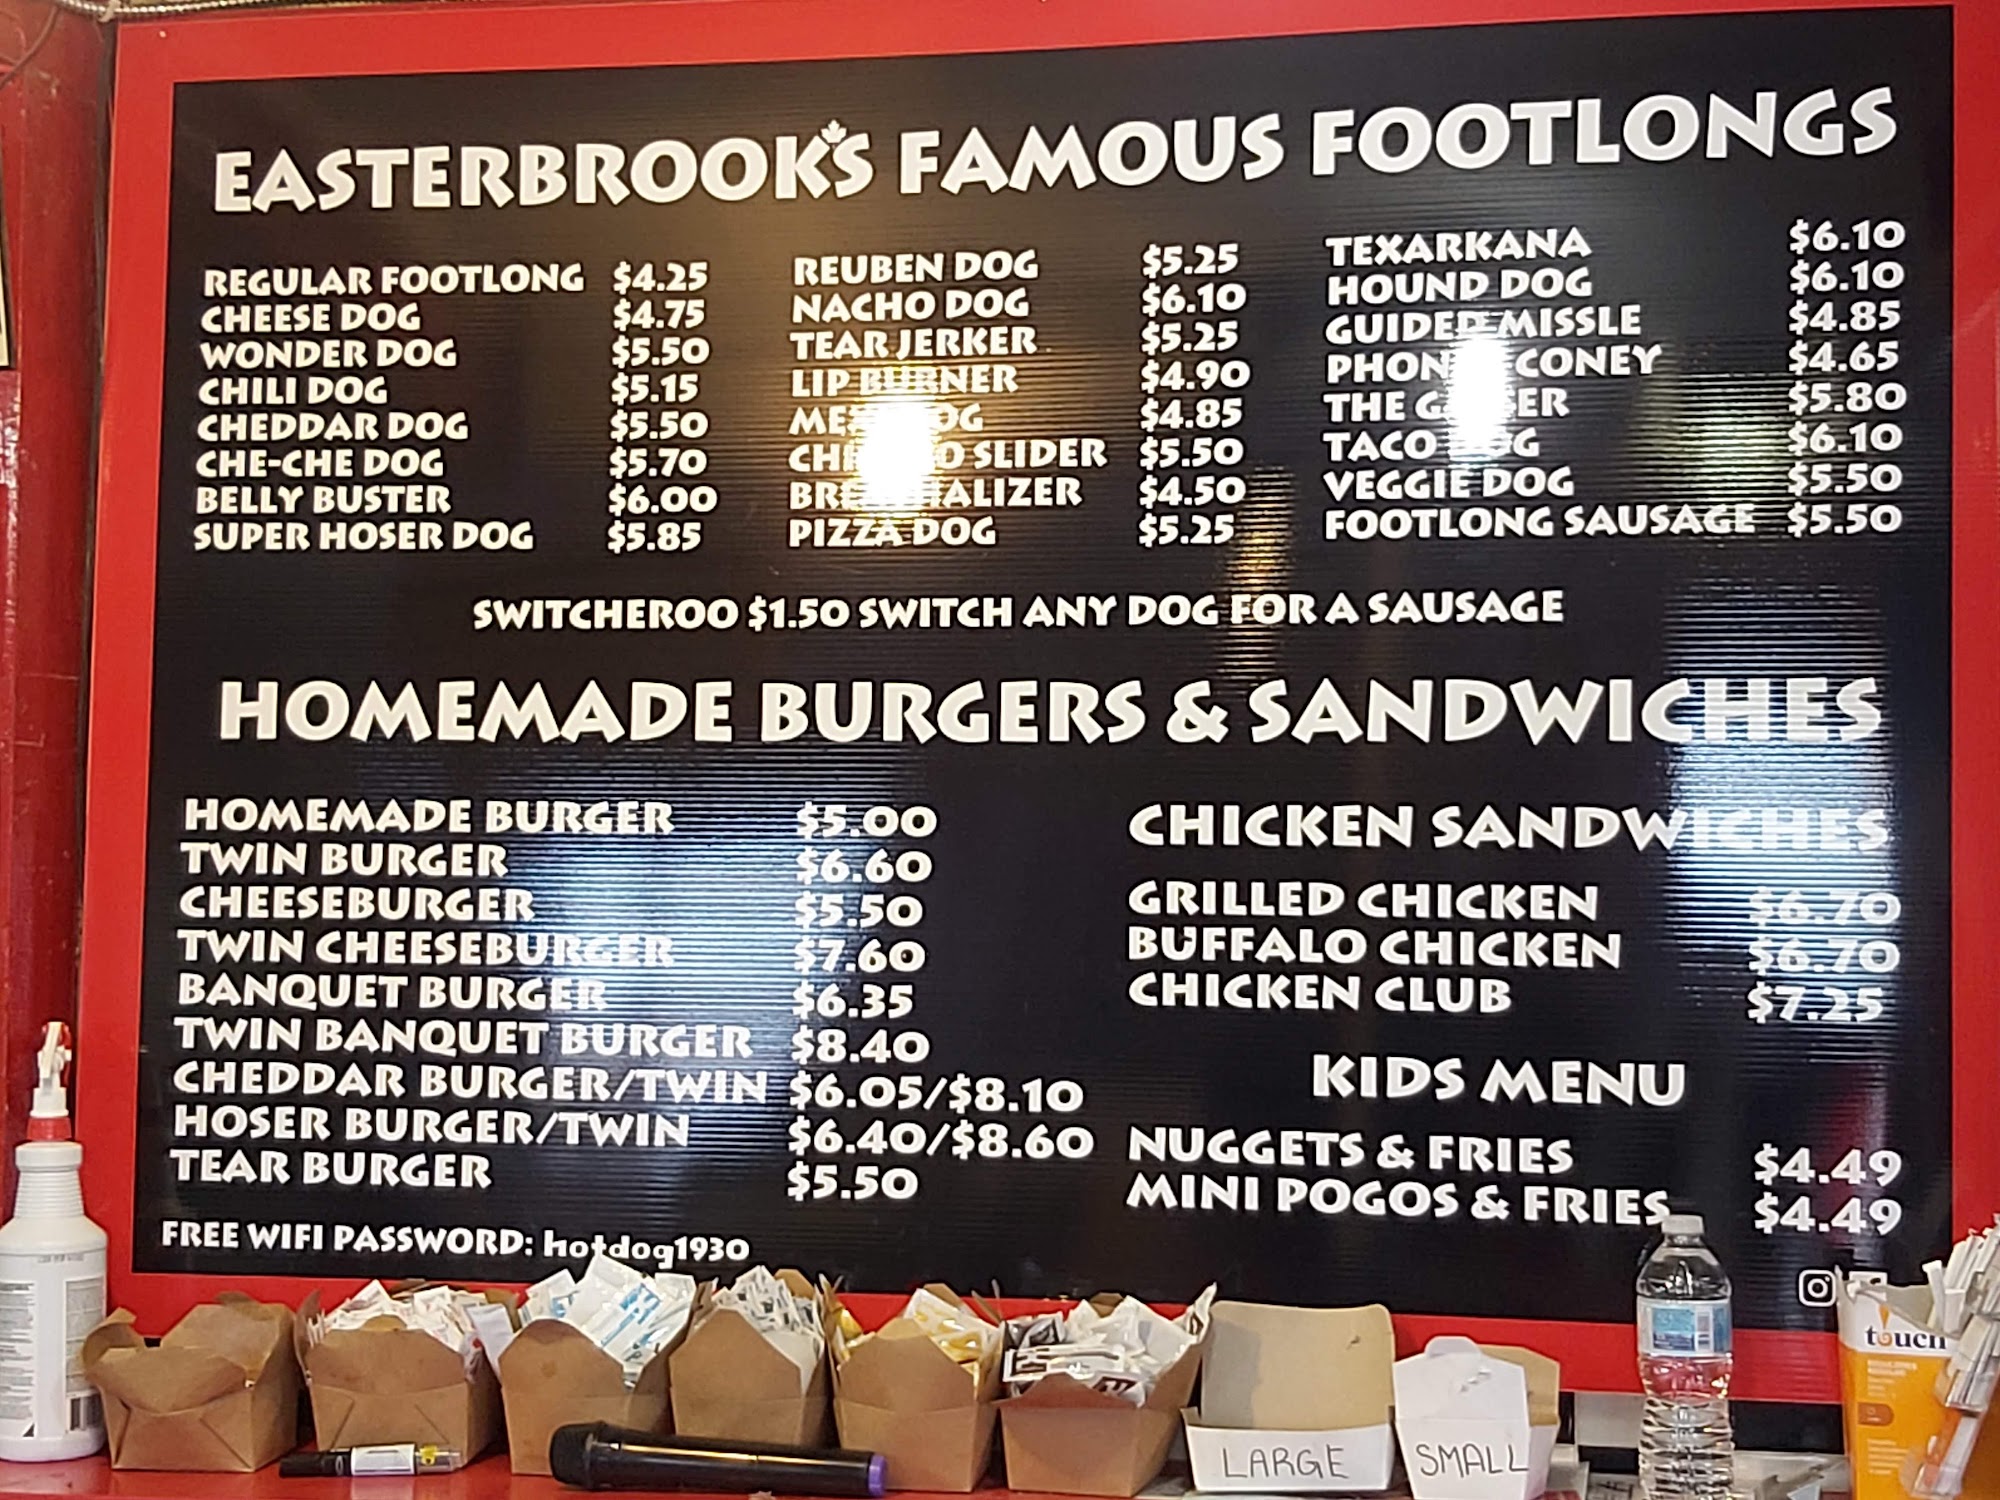 EASTERBROOK'S FAMOUS FOOTLONGS
REGULAR FOOTLONG $4.25
CHEESE DOG $4.75
WONDER DOG $5.50
CHILI DOG $5.15
CHEDDAR DOG $5.50
CHE-CHE DOG $5.70
BELLY BUSTER $6.00
SUPER HOSER DOG $5.85
REUBEN DOG $5.25
NACHO DOG $6.10
TEAR JERKER $5.25
LIP BURNER $4.90
$4.85
SLIDER $5.50
$4.50
PIZZA DOG $5.25
TEXARKANA $6.10
HOUND DOG $6.10
GUIDED MISSLE $4.85
CONEY $4.65
THE $5.80
TACO DOG $6.10
VEGGIE DOG $5.50
FOOTLONG SAUSAGE $5.50
SWITCHEROO $1.50 SWITCH ANY DOG FOR A SAUSAGE
HOMEMADE BURGERS & SANDWICHES
HOMEMADE BURGER $5.00
TWIN BURGER $6.60
CHEESEBURGER $5.50
TWIN CHEESEBURGER $7.60
BANQUET BURGER $6.35
TWIN BANQUET BURGER $8.40
CHEDDAR BURGER/TWIN $6.05/$8.10
HOSER BURGER/TWIN $6.40/$8.60
TEAR BURGER $5.50
FREE WIFI PASSWORD: hotdog1930
CHICKEN SANDWICHES
GRILLED CHICKEN $6.70
BUFFALO CHICKEN $6.70
CHICKEN CLUB $7.25
KIDS MENU
NUGGETS & FRIES $4.49
MINI POGOS & FRIES $4.49
LARGE
SMALL
touch